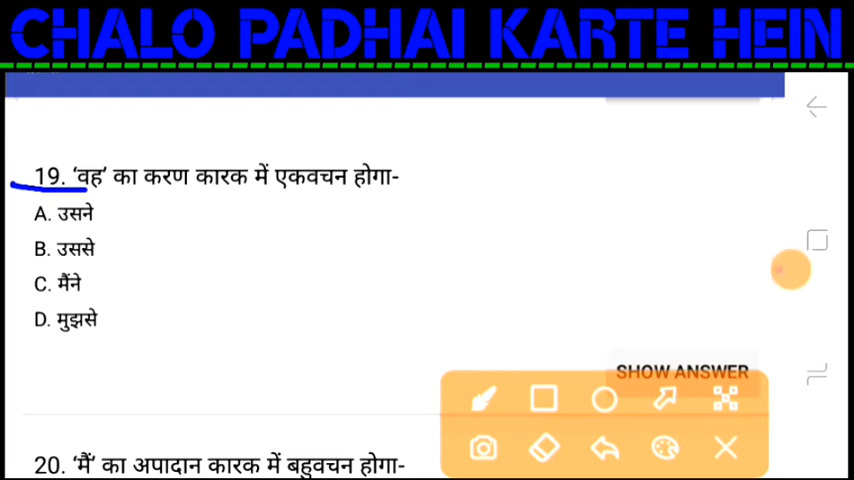 CHALO PADHAI KARTE HEIN
19. ‘वह’ का करण कारक में एकवचन होगा-
A. उसने
B. उससे
C. मैंने
D. मुझसे
SHOW ANSWER
20. ‘मैं’ का अपादान कारक में बहुवचन होगा-